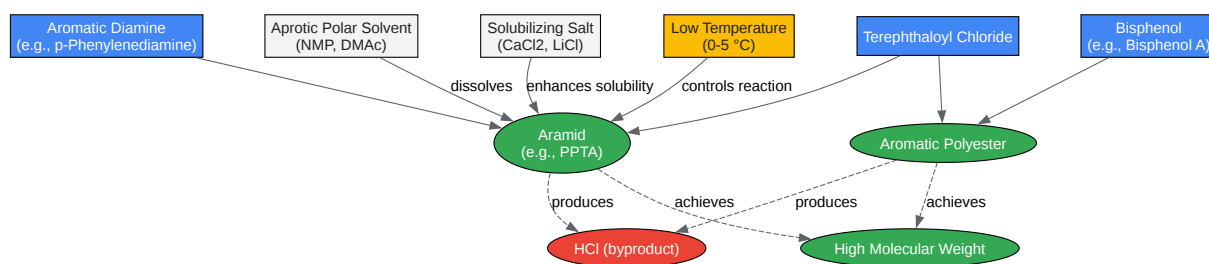 Aromatic Diamine
(e.g., p-Phenylenediamine)
Aprotic Polar Solvent
(NMP, DMAc)
Solubilizing Salt
(CaCl2, LiCl)
Low Temperature
(0-5 °C)
Terephthaloyl Chloride
Bisphenol
(e.g., Bisphenol A)
dissolves
enhances solubility
controls reaction
Aramid
(e.g., PPTA)
Aromatic Polyester
produces
achieves
produces
achieves
HCl (byproduct)
High Molecular Weight